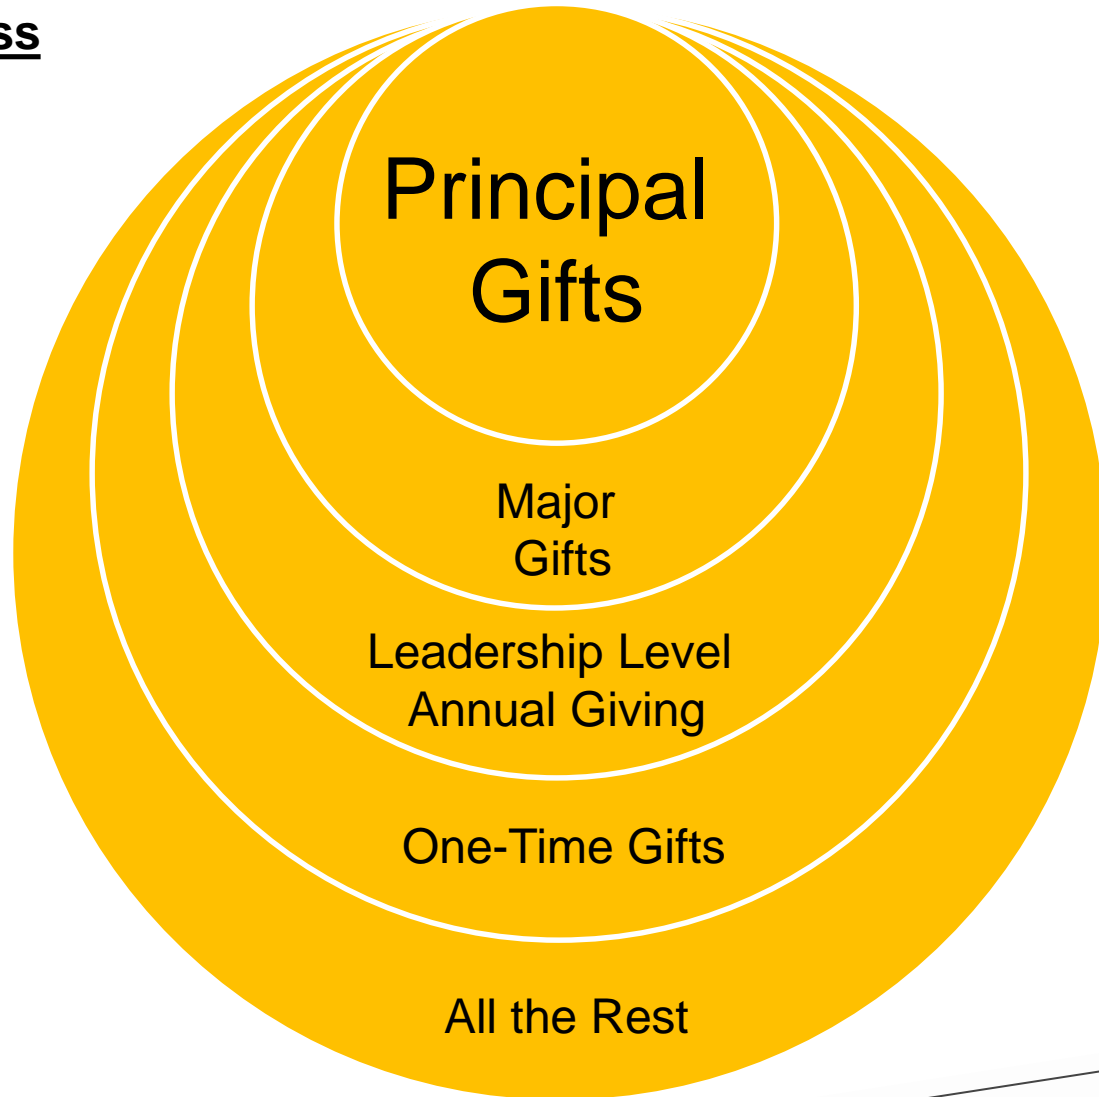 ss
Principal
Gifts
Major
Gifts
Leadership Level
Annual Giving
One-Time Gifts
All the Rest